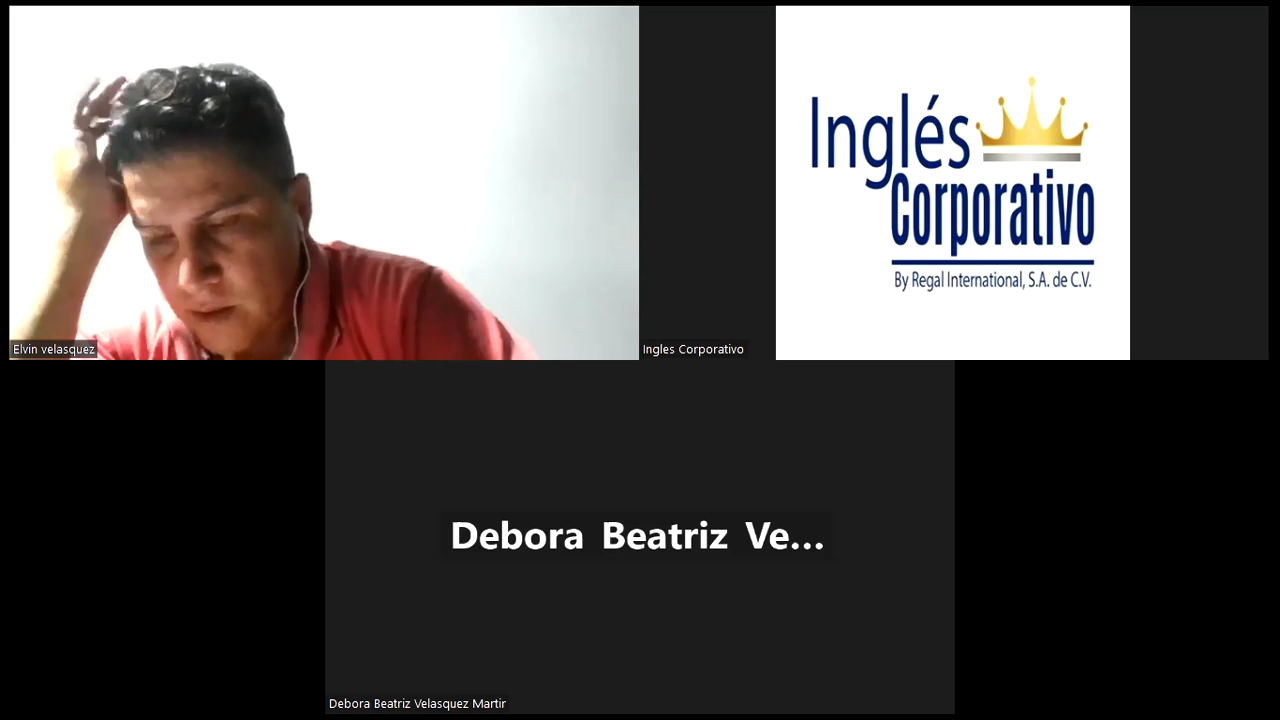 Elvin velasquez
Inglés
Corporativo
By Regal International, S.A. de C.V.
Ingles Corporativo
Debora Beatriz Ve...
Debora Beatriz Velasquez Martir